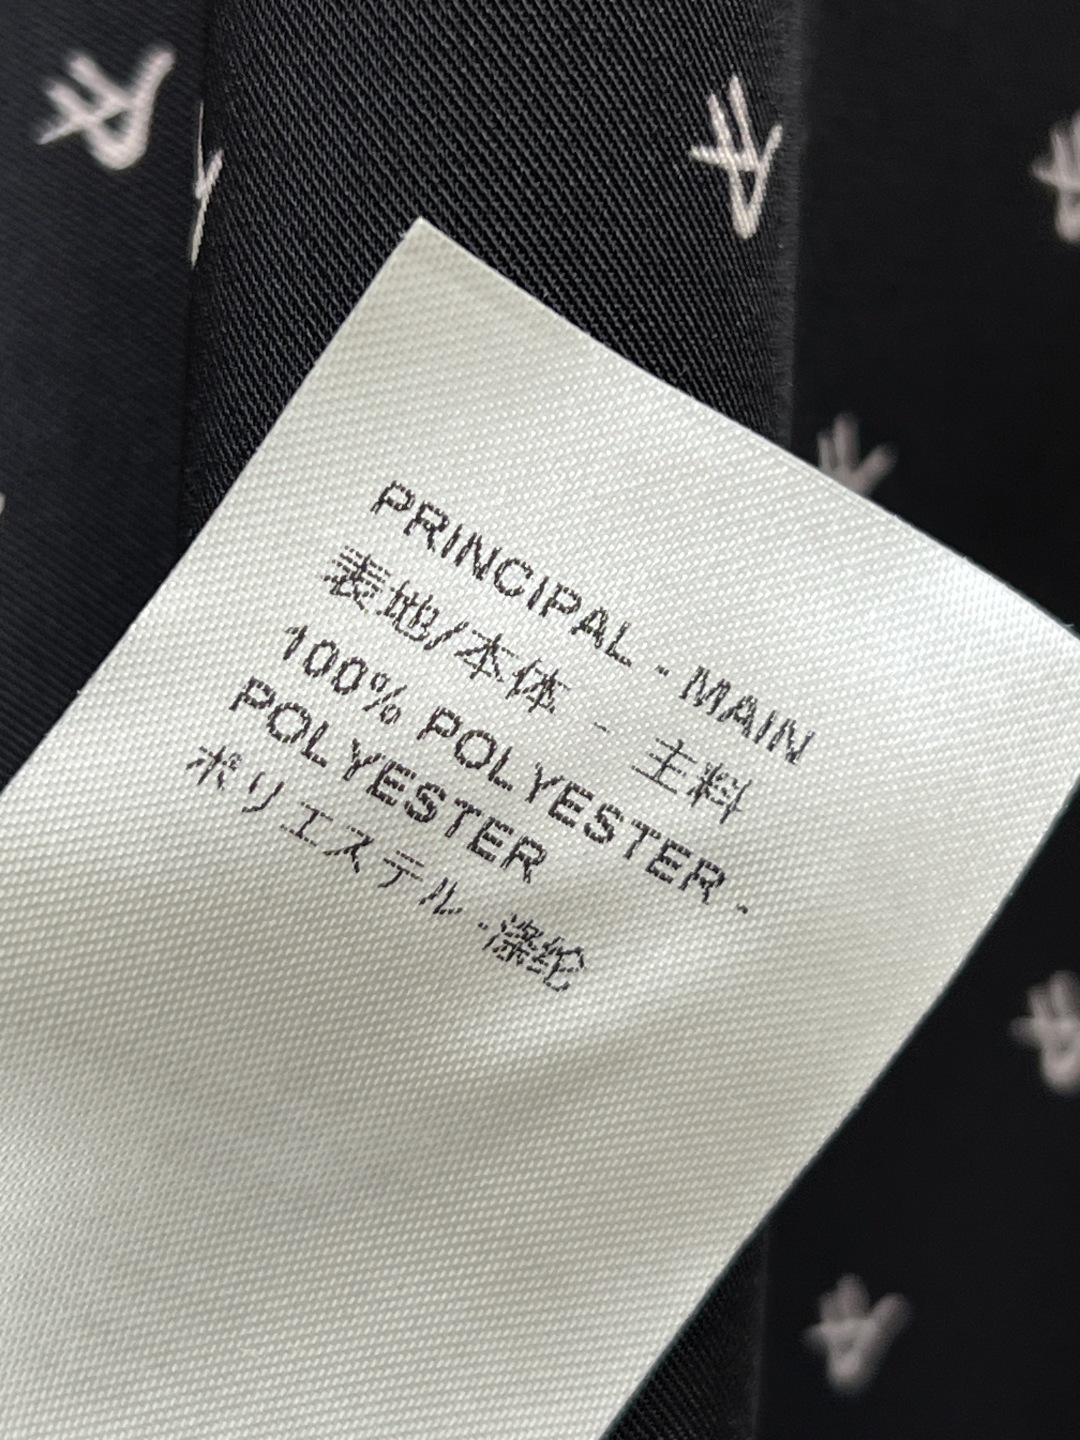 PRINCIPAL - MAIN
表地/本体 - 主料
100% POLYESTER -
POLYESTER
ポリエステル -涤纶